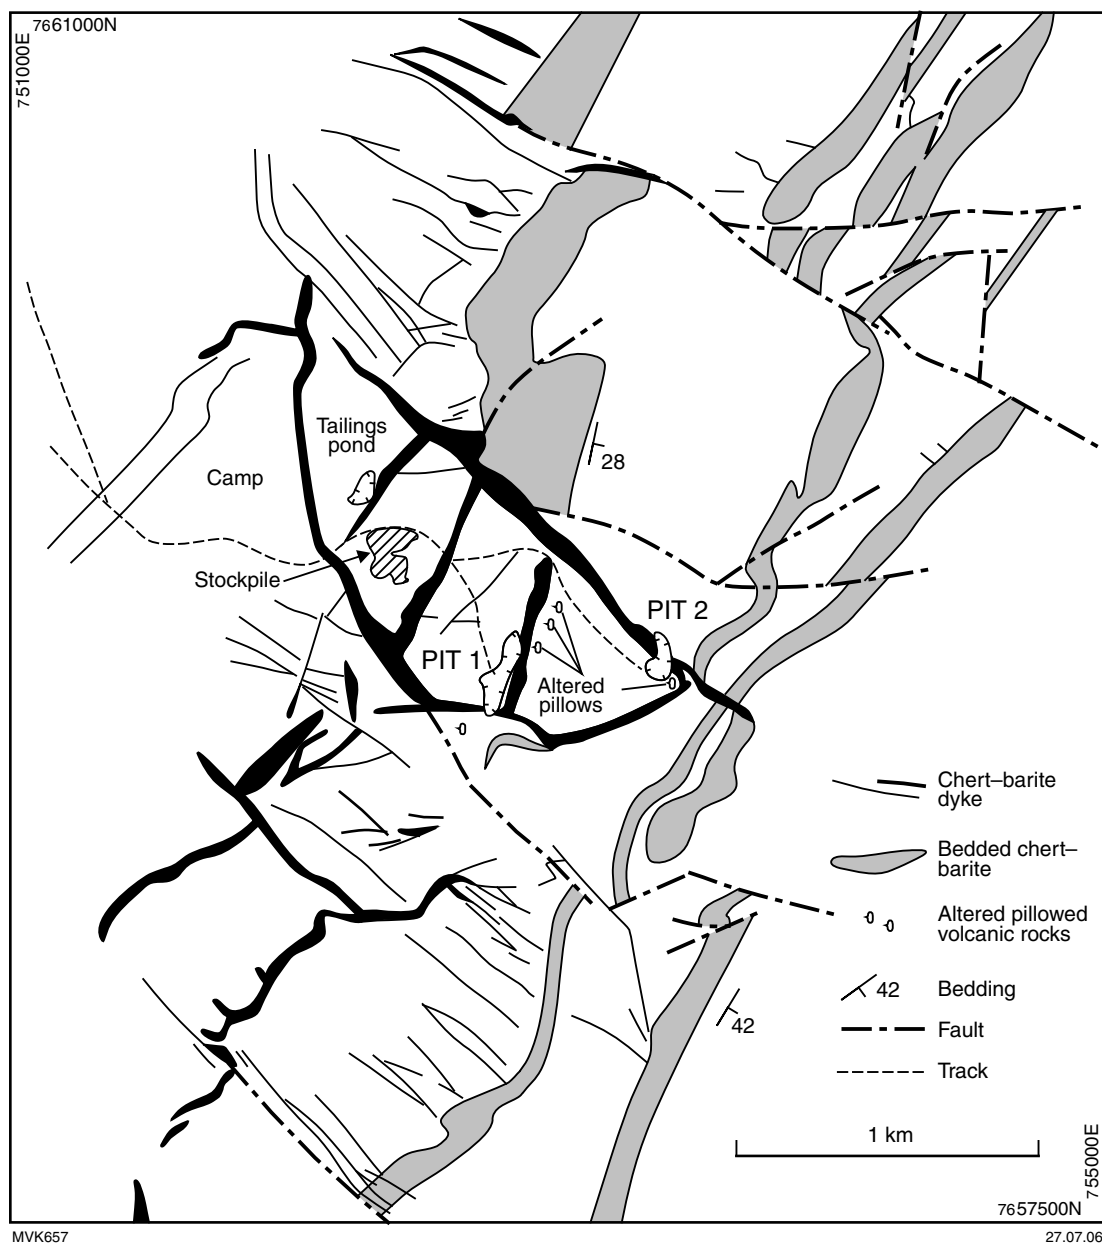 7661000N
751000E
Tailings
pond
Camp
28
Stockpile
PIT 2
PIT 1
Altered
pillows
Chert–barite
dyke
Bedded chert–
barite
Altered pillowed
volcanic rocks
42
Bedding
42
Fault
Track
1 km
755000E
7657500N
MVK657
27.07.06